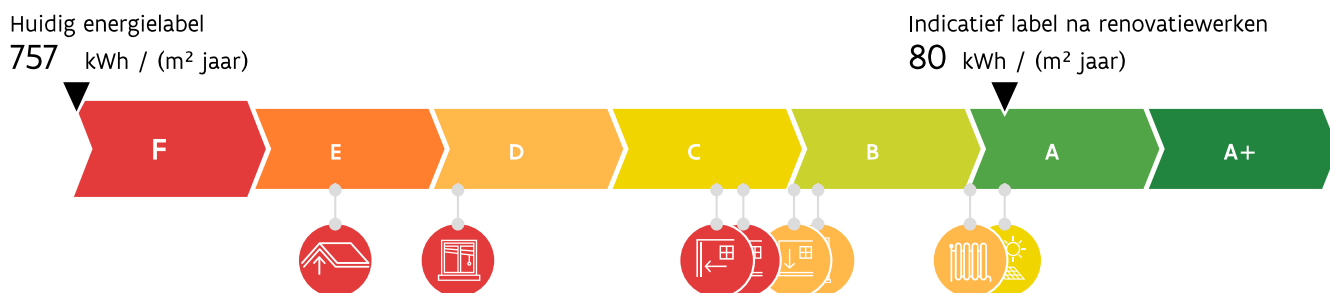 Huidig energielabel
757 kWh / (m² jaar)
Indicatief label na renovatiewerken
80 kWh / (m² jaar)
F E D C B A A+